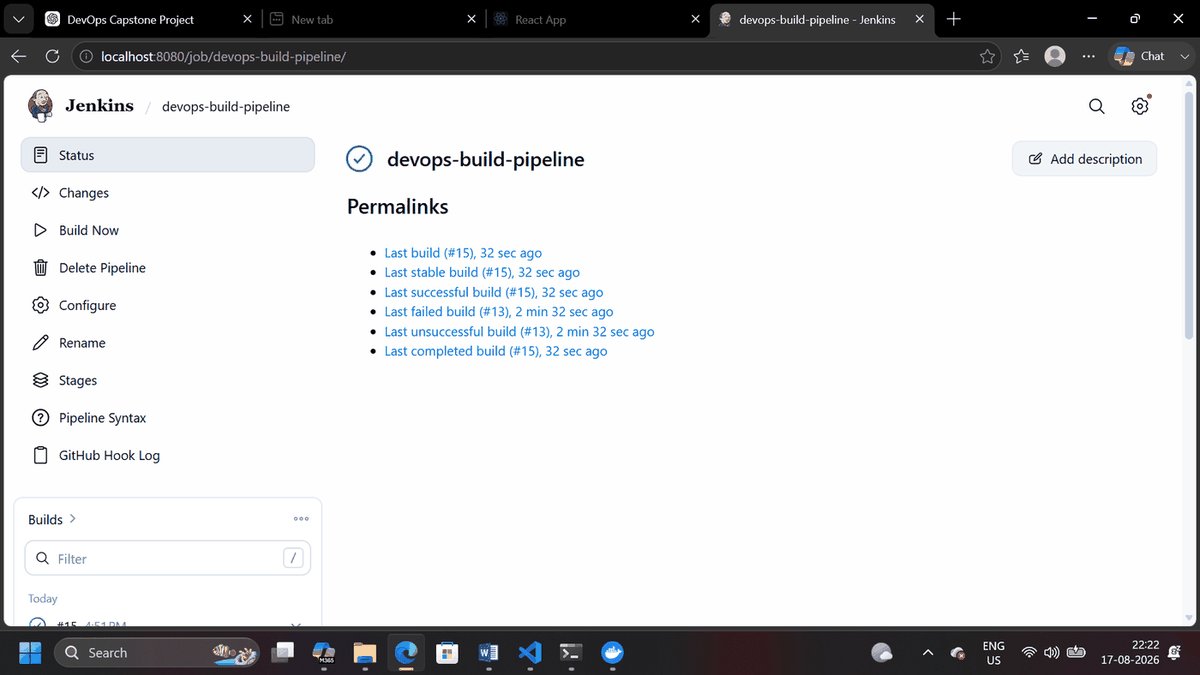 DevOps Capstone Project
New tab
React App
devops-build-pipeline - Jenkins
localhost:8080/job/devops-build-pipeline/
Chat
Jenkins / devops-build-pipeline
Status
Changes
Build Now
Delete Pipeline
Configure
Rename
Stages
Pipeline Syntax
GitHub Hook Log
Builds
Filter
/
Today
#15 4:51 PM
devops-build-pipeline
Add description
Permalinks
Last build (#15), 32 sec ago
Last stable build (#15), 32 sec ago
Last successful build (#15), 32 sec ago
Last failed build (#13), 2 min 32 sec ago
Last unsuccessful build (#13), 2 min 32 sec ago
Last completed build (#15), 32 sec ago
Search
M365
ENG
US
22:22
17-08-2026